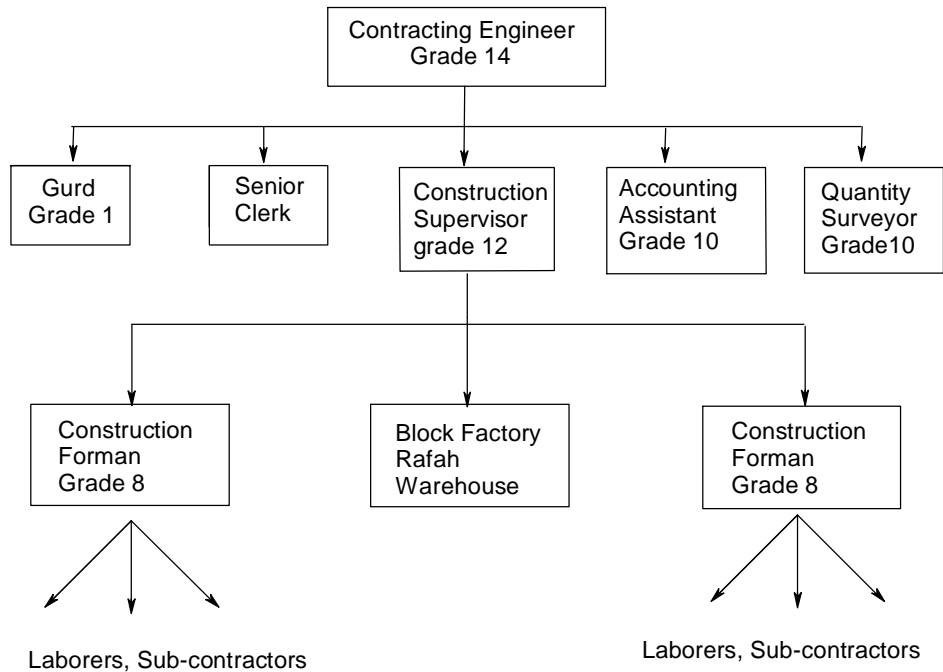 Contracting Engineer
Grade 14
Gurd
Grade 1
Senior
Clerk
Construction
Supervisor
grade 12
Accounting
Assistant
Grade 10
Quantity
Surveyor
Grade10
Construction
Forman
Grade 8
Block Factory
Rafah
Warehouse
Construction
Forman
Grade 8
Laborers, Sub-contractors
Laborers, Sub-contractors